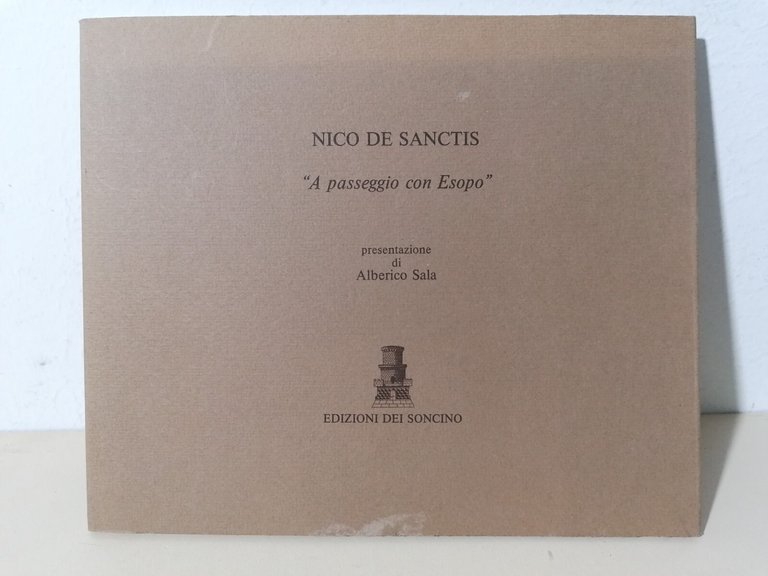 NICO DE SANCTIS
“A passeggio con Esopo”
presentazione
di
Alberico Sala
EDIZIONI DEI SONCINO